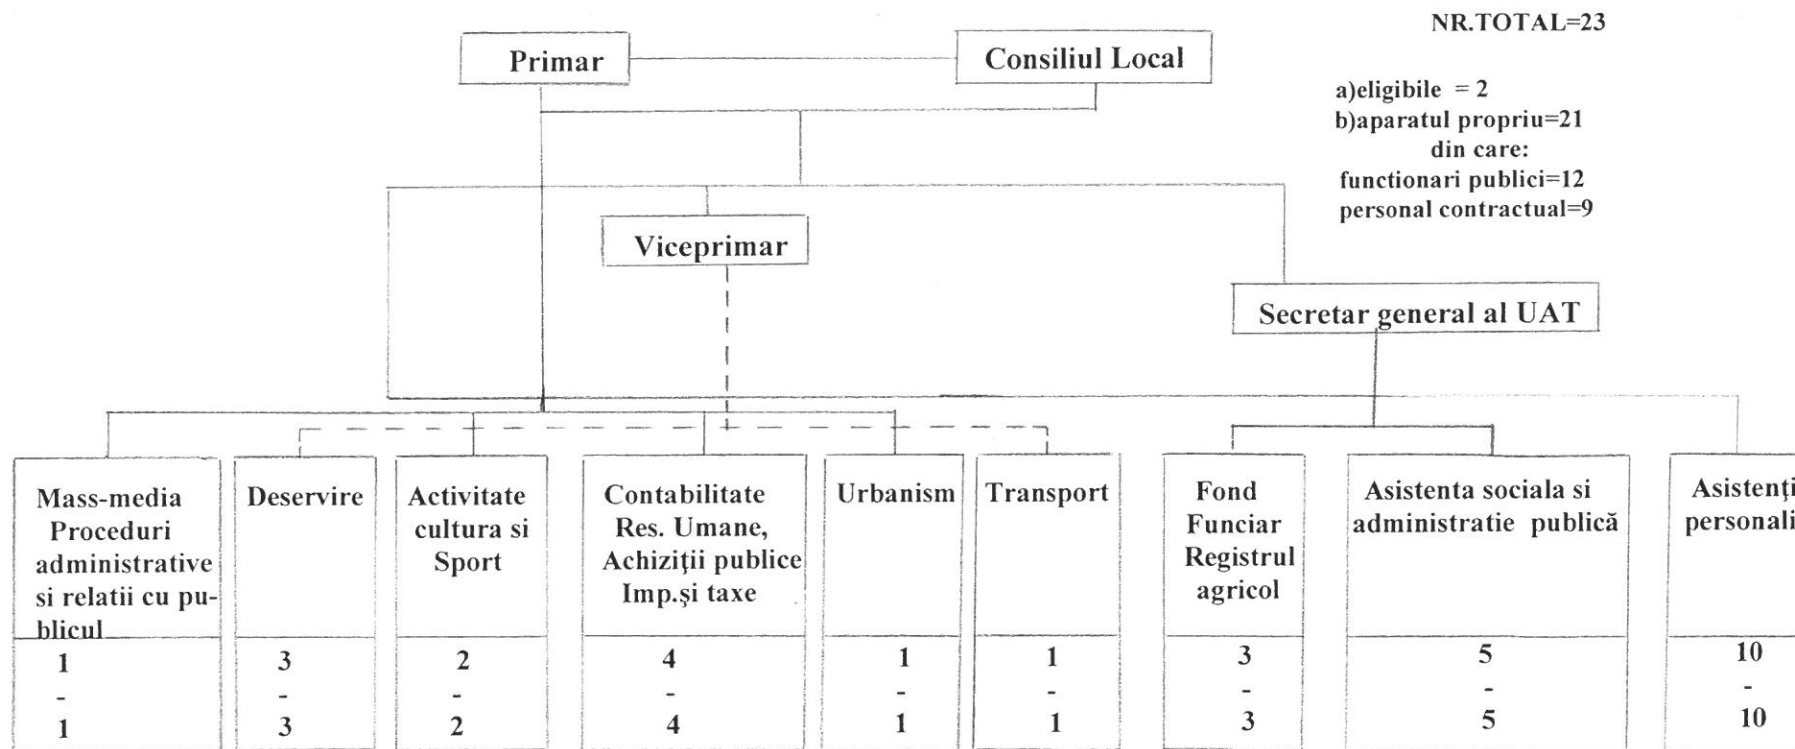 NR.TOTAL=23
Primar
Consiliul Local
a)eligibile = 2
b)aparatul propriu=21
din care:
functionari publici=12
personal contractual=9
Viceprimar
Secretar general al UAT
Mass-media
Proceduri
administrative
si relatii cu pu-
blicul
1
-
1
Deservire
3
-
3
Activitate
cultura si
Sport
2
-
2
Contabilitate
Res. Umane,
Achiziții publice
Imp.și taxe
4
-
4
Urbanism
1
-
1
Transport
1
-
1
Fond
Funciar
Registrul
agricol
3
-
3
Asistenta sociala si
administratie publică
5
-
5
Asistenți
personali
10
-
10